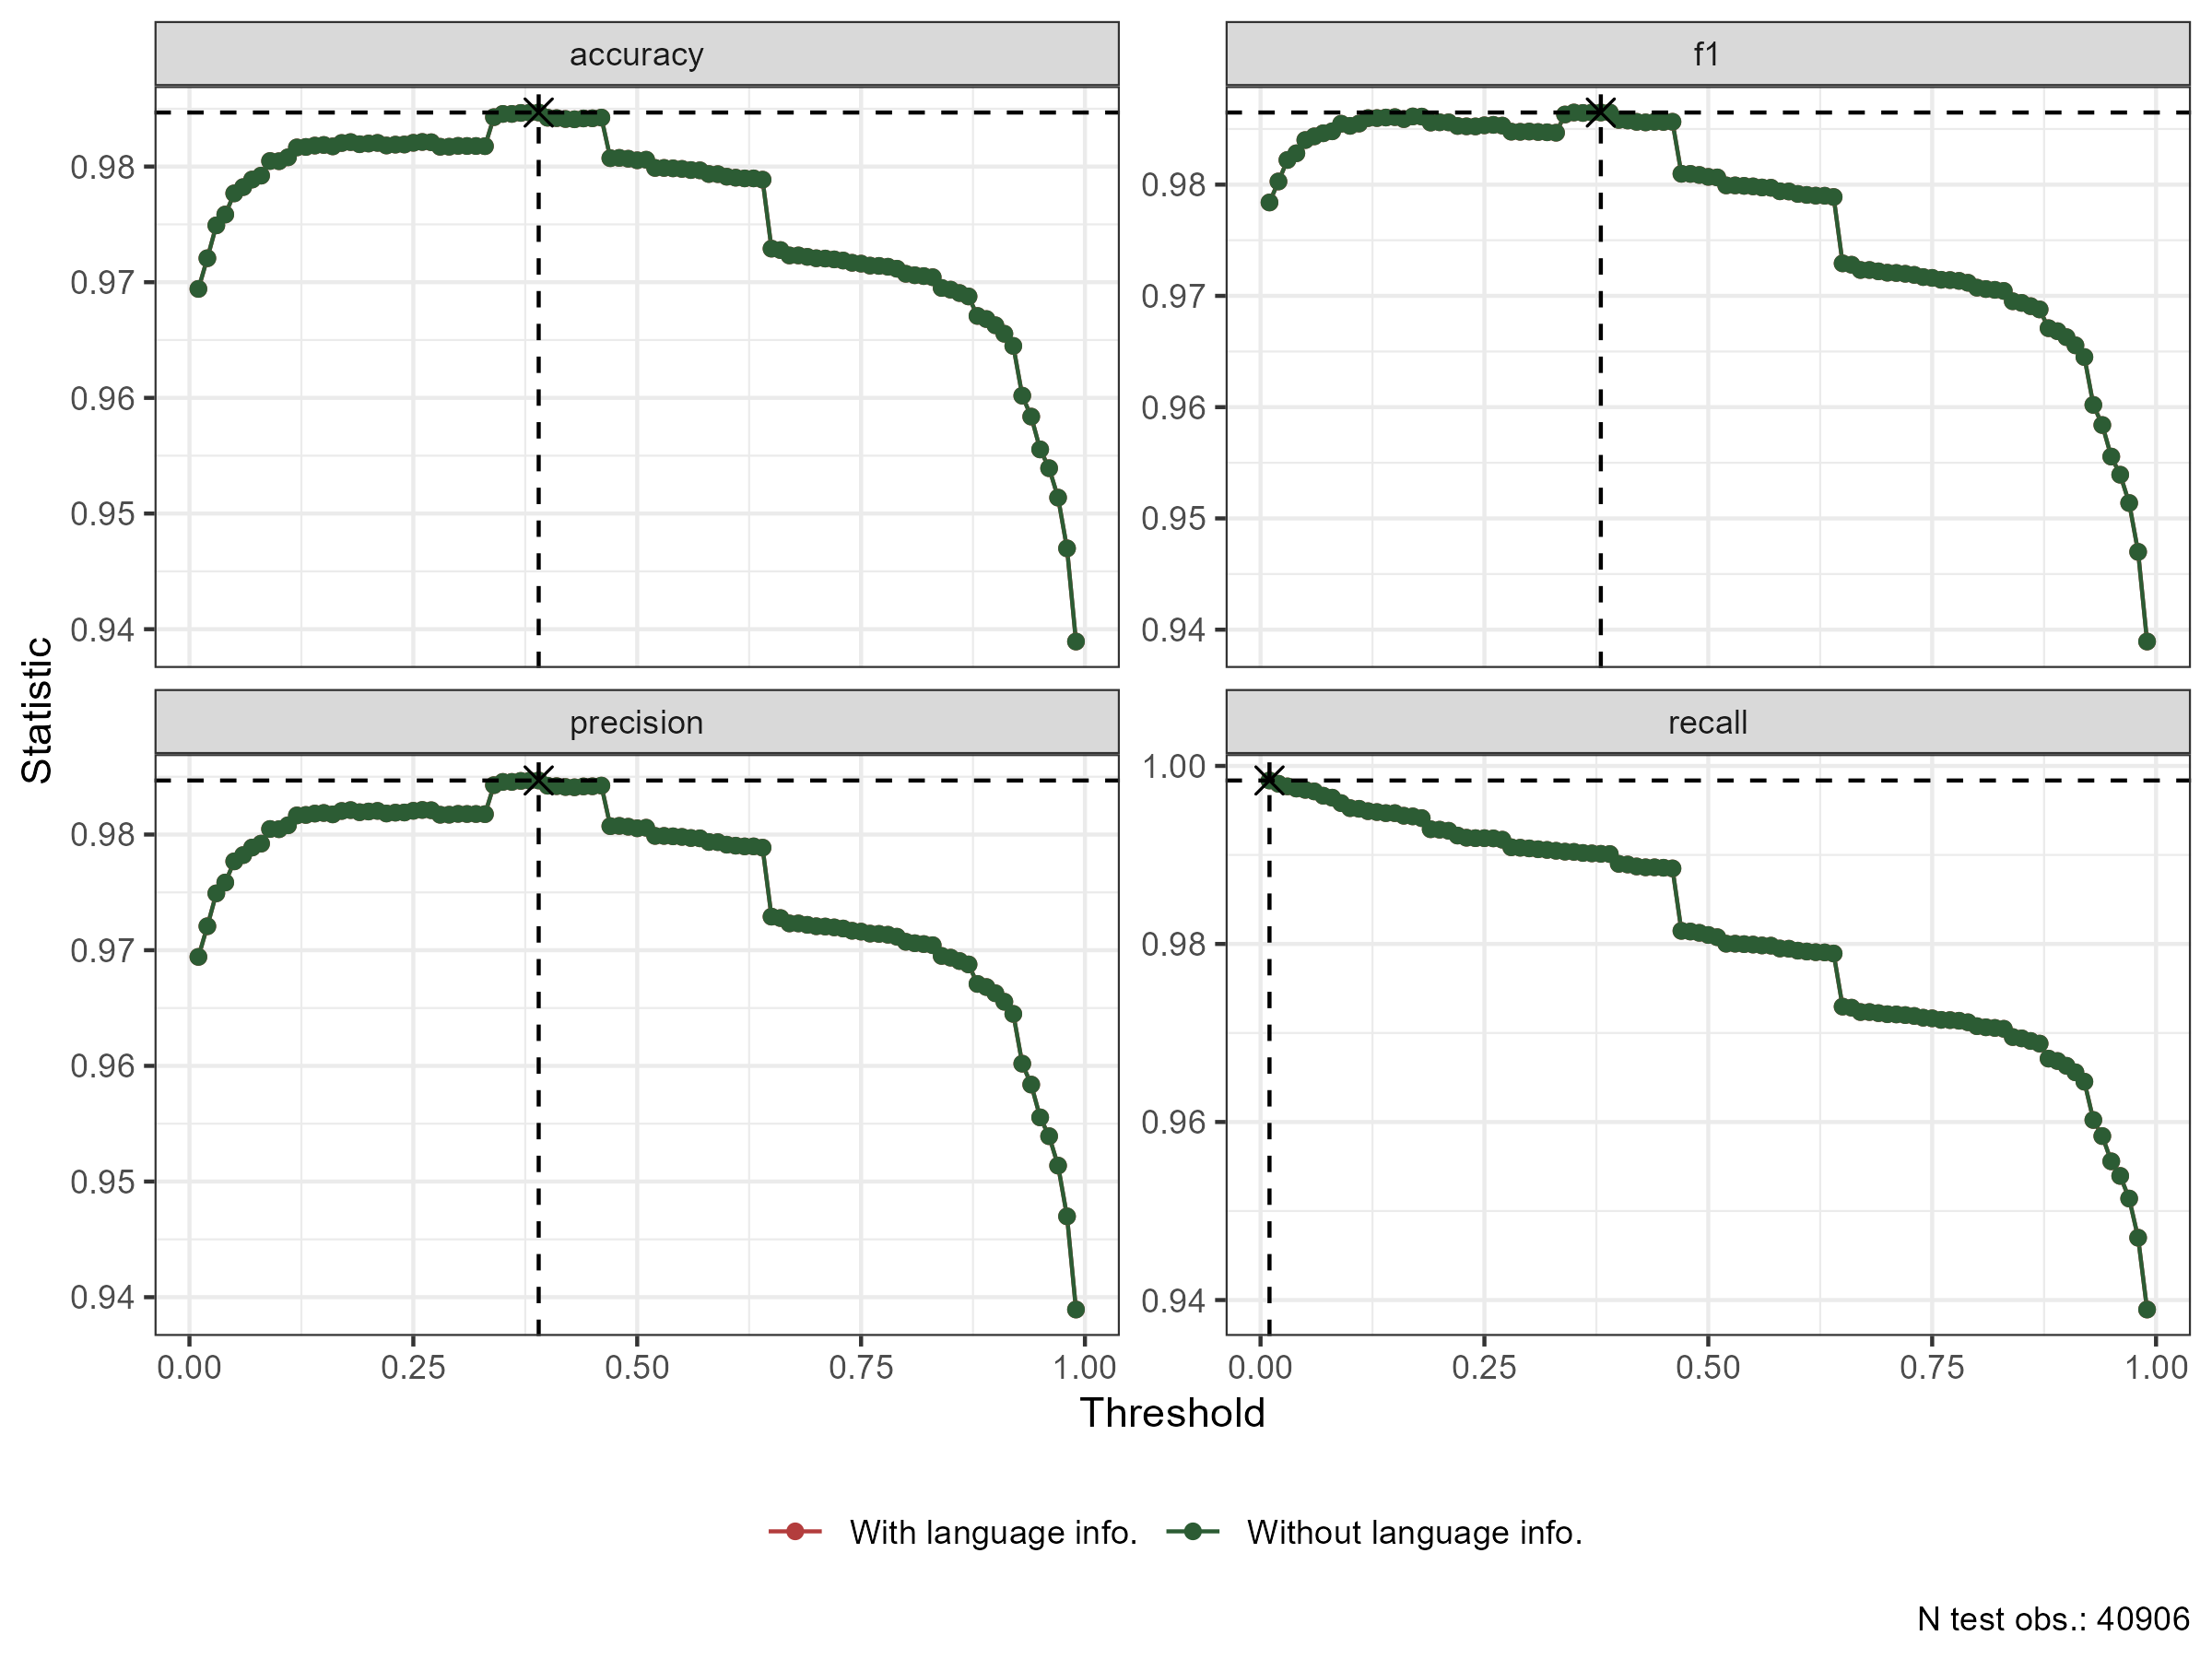 accuracy
f1
0.98
0.97
0.96
0.95
0.94
0.98
0.97
0.96
0.95
0.94
Statistic
precision
recall
0.98
0.97
0.96
0.95
0.94
1.00
0.98
0.96
0.94
0.00 0.25 0.50 0.75 1.00
0.00 0.25 0.50 0.75 1.00
Threshold
With language info. Without language info.
N test obs.: 40906